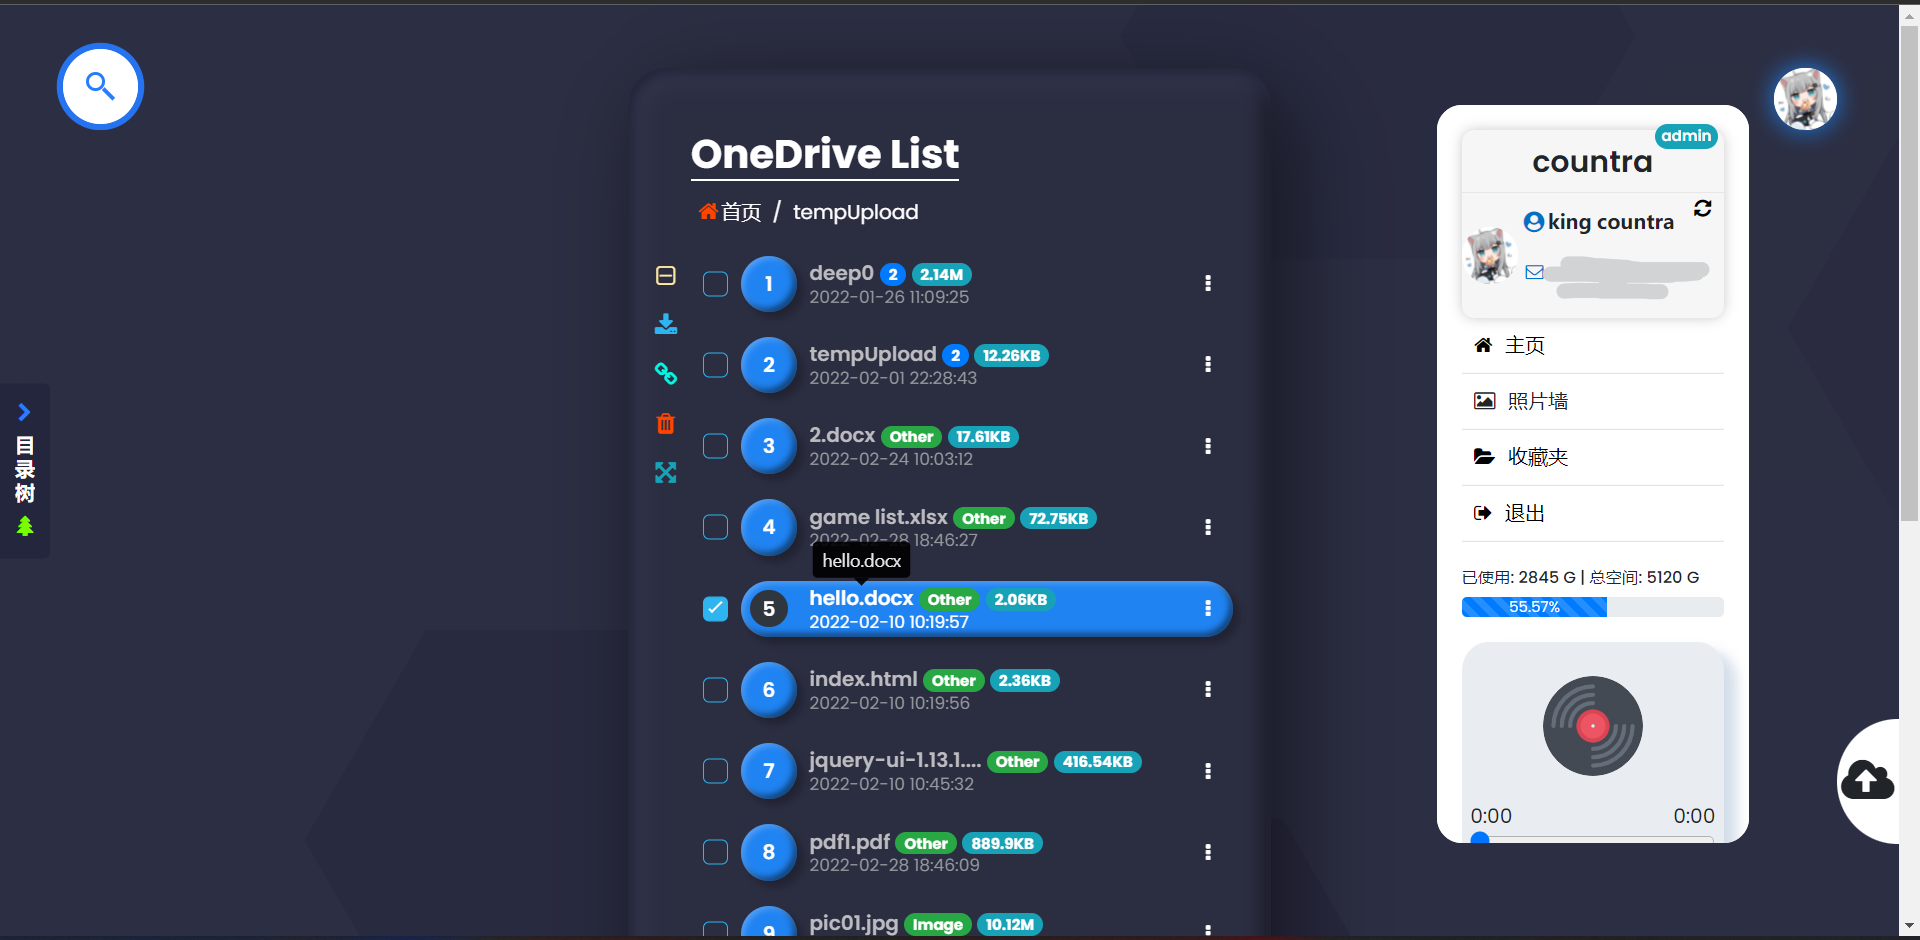 OneDrive List
首页 / tempUpload
1 deep0 2 2.14M
2022-01-26 11:09:25
2 tempUpload 2 12.26KB
2022-02-01 22:28:43
3 2.docx Other 17.61KB
2022-02-24 10:03:12
4 game list.xlsx Other 72.75KB
2022-02-28 18:46:27
hello.docx
5 hello.docx Other 2.06KB
2022-02-10 10:19:57
6 index.html Other 2.36KB
2022-02-10 10:19:56
7 jquery-ui-1.13.1.... Other 416.54KB
2022-02-10 10:45:32
8 pdf1.pdf Other 889.9KB
2022-02-28 18:46:09
9 pic01.jpg Image 10.12M
目录树
admin
countra
king countra
主页
照片墙
收藏夹
退出
已使用: 2845 G | 总空间: 5120 G
55.57%
0:00 0:00